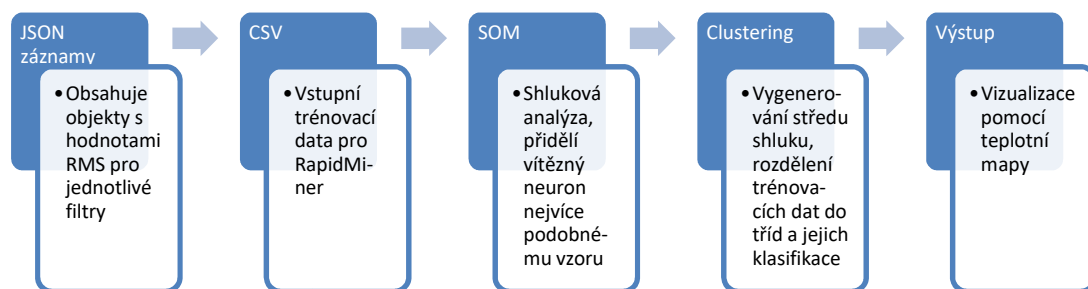 JSON
záznamy
•Obsahuje
objekty s
hodnotami
RMS pro
jednotlivé
filtry
CSV
•Vstupní
trénovací
data pro
RapidMi-
ner
SOM
•Shluková
analýza,
přidělí
vítězný
neuron
nejvíce
podobné-
mu vzoru
Clustering
•Vygenero-
vání středu
shluku,
rozdělení
trénova-
cích dat do
tříd a jejich
klasifikace
Výstup
•Vizualizace
pomocí
teplotní
mapy